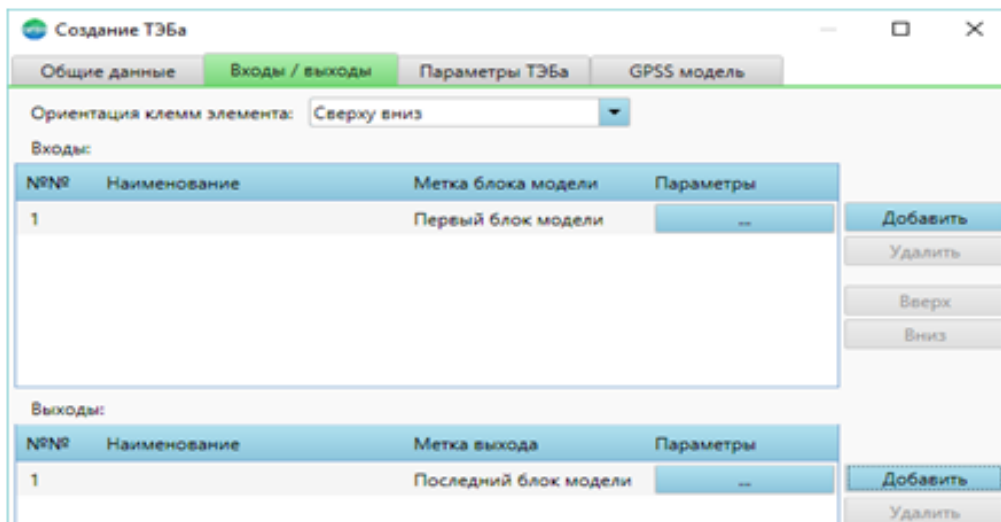 Создание ТЭБа
Общие данные Входы / выходы Параметры ТЭБа GPSS модель
Ориентация клемм элемента: Сверху вниз
Входы:
№№ Наименование Метка блока модели Параметры
1 Первый блок модели ... Добавить
Удалить
Вверх
Вниз
Выходы:
№№ Наименование Метка выхода Параметры
1 Последний блок модели ... Добавить
Удалить